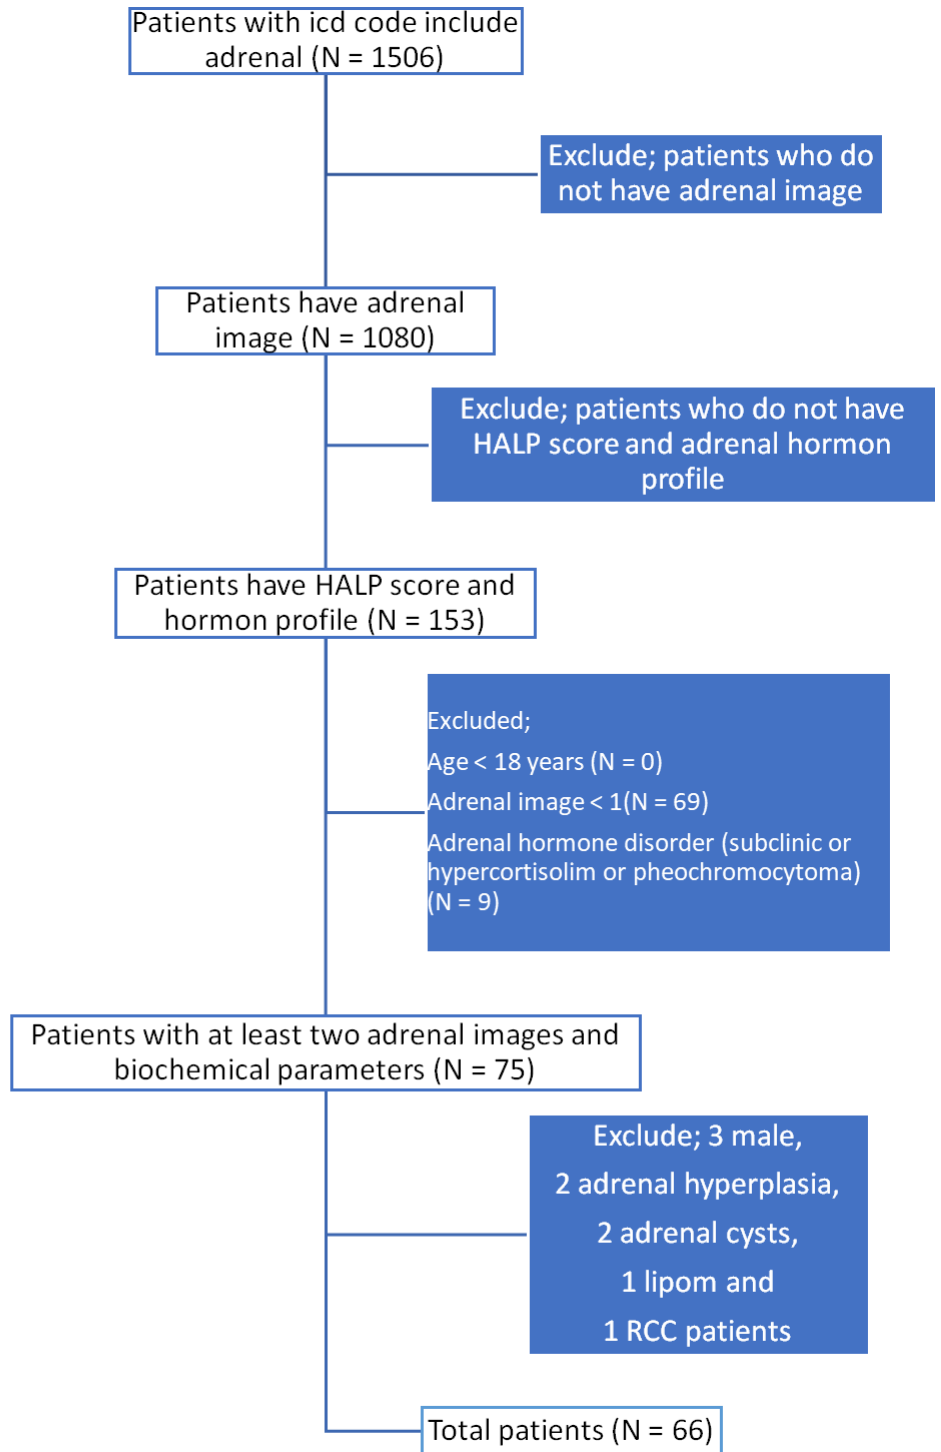 Patients with icd code include
adrenal (N = 1506)
Exclude; patients who do
not have adrenal image
Patients have adrenal
image (N = 1080)
Exclude; patients who do not have
HALP score and adrenal hormon
profile
Patients have HALP score and
hormon profile (N = 153)
Excluded;
Age < 18 years (N = 0)
Adrenal image < 1(N = 69)
Adrenal hormone disorder (subclinic or
hypercortisolim or pheochromocytoma)
(N = 9)
Patients with at least two adrenal images and
biochemical parameters (N = 75)
Exclude; 3 male,
2 adrenal hyperplasia,
2 adrenal cysts,
1 lipom and
1 RCC patients
Total patients (N = 66)